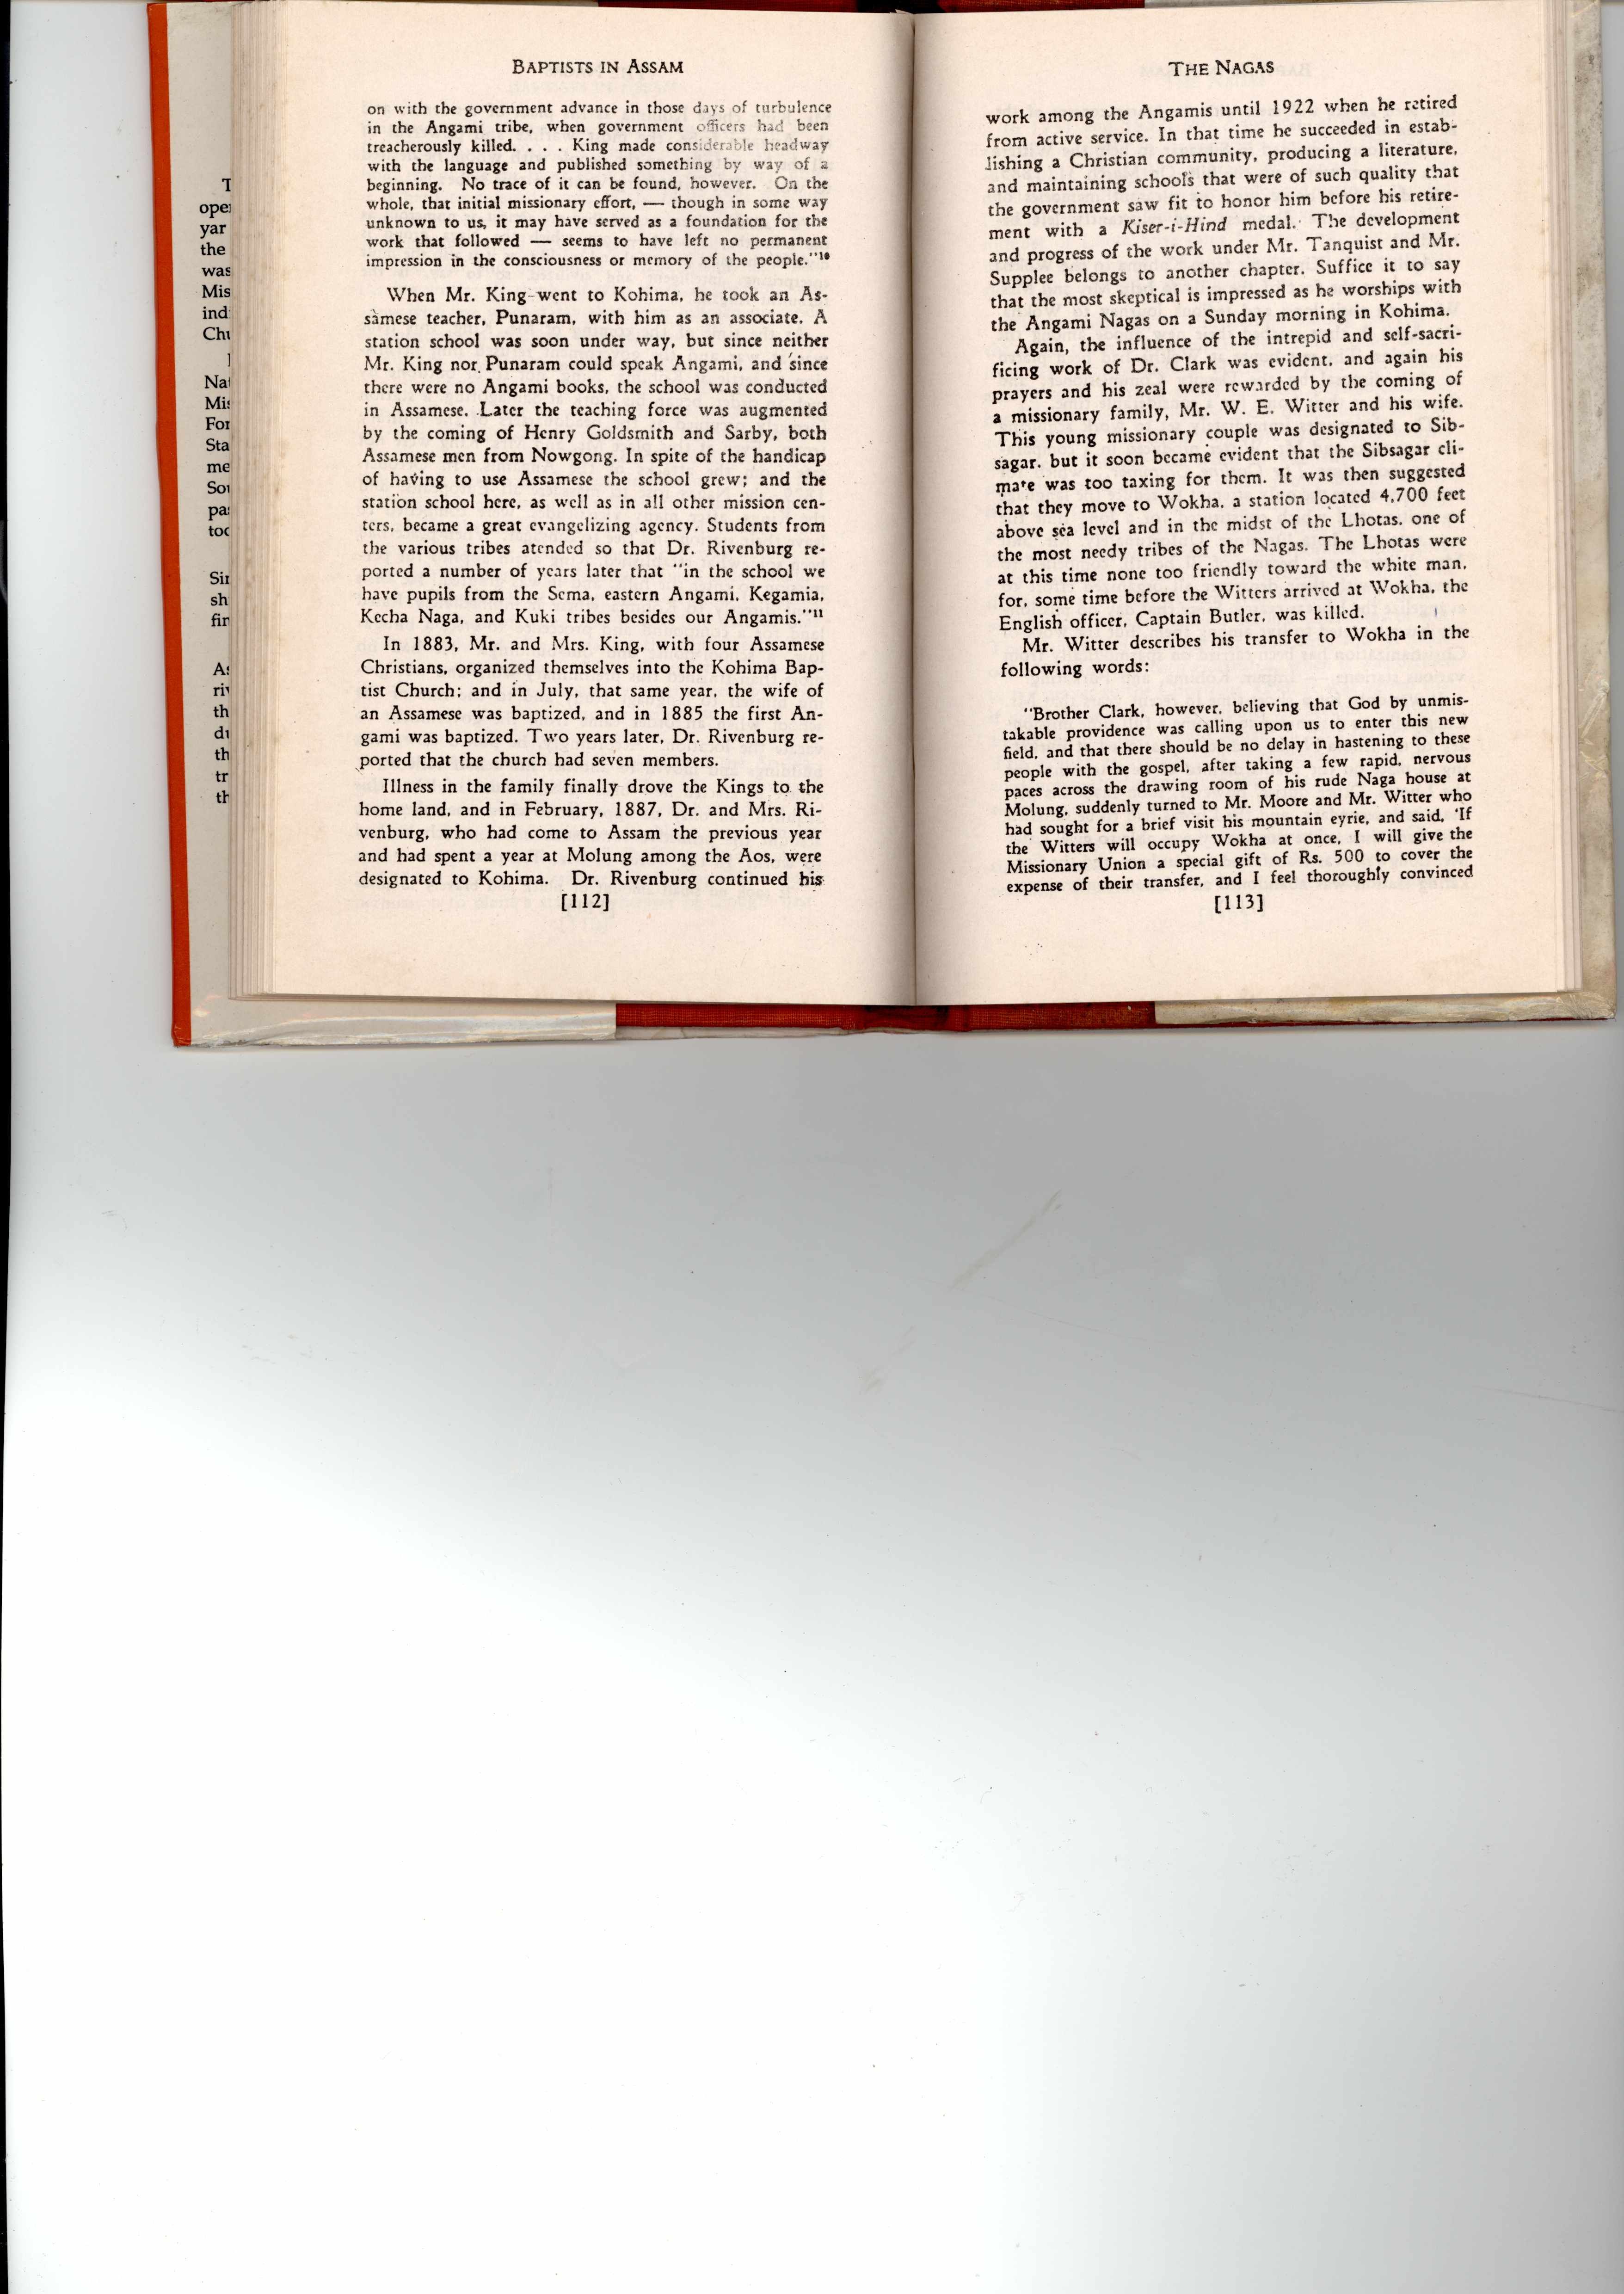 BAPTISTS IN ASSAM
on with the government advance in those days of turbulence
in the Angami tribe, when government officers had been
treacherously killed. . . . King made considerable headway
with the language and published something by way of a
beginning. No trace of it can be found, however. On the
whole, that initial missionary effort, — though in some way
unknown to us, it may have served as a foundation for the
work that followed — seems to have left no permanent
impression in the consciousness or memory of the people."10
When Mr. King went to Kohima, he took an As-
samese teacher, Punaram, with him as an associate. A
station school was soon under way, but since neither
Mr. King nor Punaram could speak Angami, and since
there were no Angami books, the school was conducted
in Assamese. Later the teaching force was augmented
by the coming of Henry Goldsmith and Sarby, both
Assamese men from Nowgong. In spite of the handicap
of having to use Assamese the school grew; and the
station school here, as well as in all other mission cen-
ters, became a great evangelizing agency. Students from
the various tribes atended so that Dr. Rivenburg re-
ported a number of years later that "in the school we
have pupils from the Sema, eastern Angami, Kegamia,
Kecha Naga, and Kuki tribes besides our Angamis."11
In 1883, Mr. and Mrs. King, with four Assamese
Christians, organized themselves into the Kohima Bap-
tist Church; and in July, that same year, the wife of
an Assamese was baptized, and in 1885 the first An-
gami was baptized. Two years later, Dr. Rivenburg re-
ported that the church had seven members.
Illness in the family finally drove the Kings to the
home land, and in February, 1887, Dr. and Mrs. Ri-
venburg, who had come to Assam the previous year
and had spent a year at Molung among the Aos, were
designated to Kohima. Dr. Rivenburg continued his
[112]
THE NAGAS
work among the Angamis until 1922 when he retired
from active service. In that time he succeeded in estab-
lishing a Christian community, producing a literature,
and maintaining schools that were of such quality that
the government saw fit to honor him before his retire-
ment with a Kiser-i-Hind medal. The development
and progress of the work under Mr. Tanquist and Mr.
Supplee belongs to another chapter. Suffice it to say
that the most skeptical is impressed as he worships with
the Angami Nagas on a Sunday morning in Kohima.
Again, the influence of the intrepid and self-sacri-
ficing work of Dr. Clark was evident, and again his
prayers and his zeal were rewarded by the coming of
a missionary family, Mr. W. E. Witter and his wife.
This young missionary couple was designated to Sib-
sagar, but it soon became evident that the Sibsagar cli-
mate was too taxing for them. It was then suggested
that they move to Wokha, a station located 4,700 feet
above sea level and in the midst of the Lhotas, one of
the most needy tribes of the Nagas. The Lhotas were
at this time none too friendly toward the white man,
for, some time before the Witters arrived at Wokha, the
English officer, Captain Butler, was killed.
Mr. Witter describes his transfer to Wokha in the
following words:
"Brother Clark, however, believing that God by unmis-
takable providence was calling upon us to enter this new
field, and that there should be no delay in hastening to these
people with the gospel, after taking a few rapid, nervous
paces across the drawing room of his rude Naga house at
Molung, suddenly turned to Mr. Moore and Mr. Witter who
had sought for a brief visit his mountain eyrie, and said, 'If
the Witters will occupy Wokha at once, I will give the
Missionary Union a special gift of Rs. 500 to cover the
expense of their transfer, and I feel thoroughly convinced
[113]